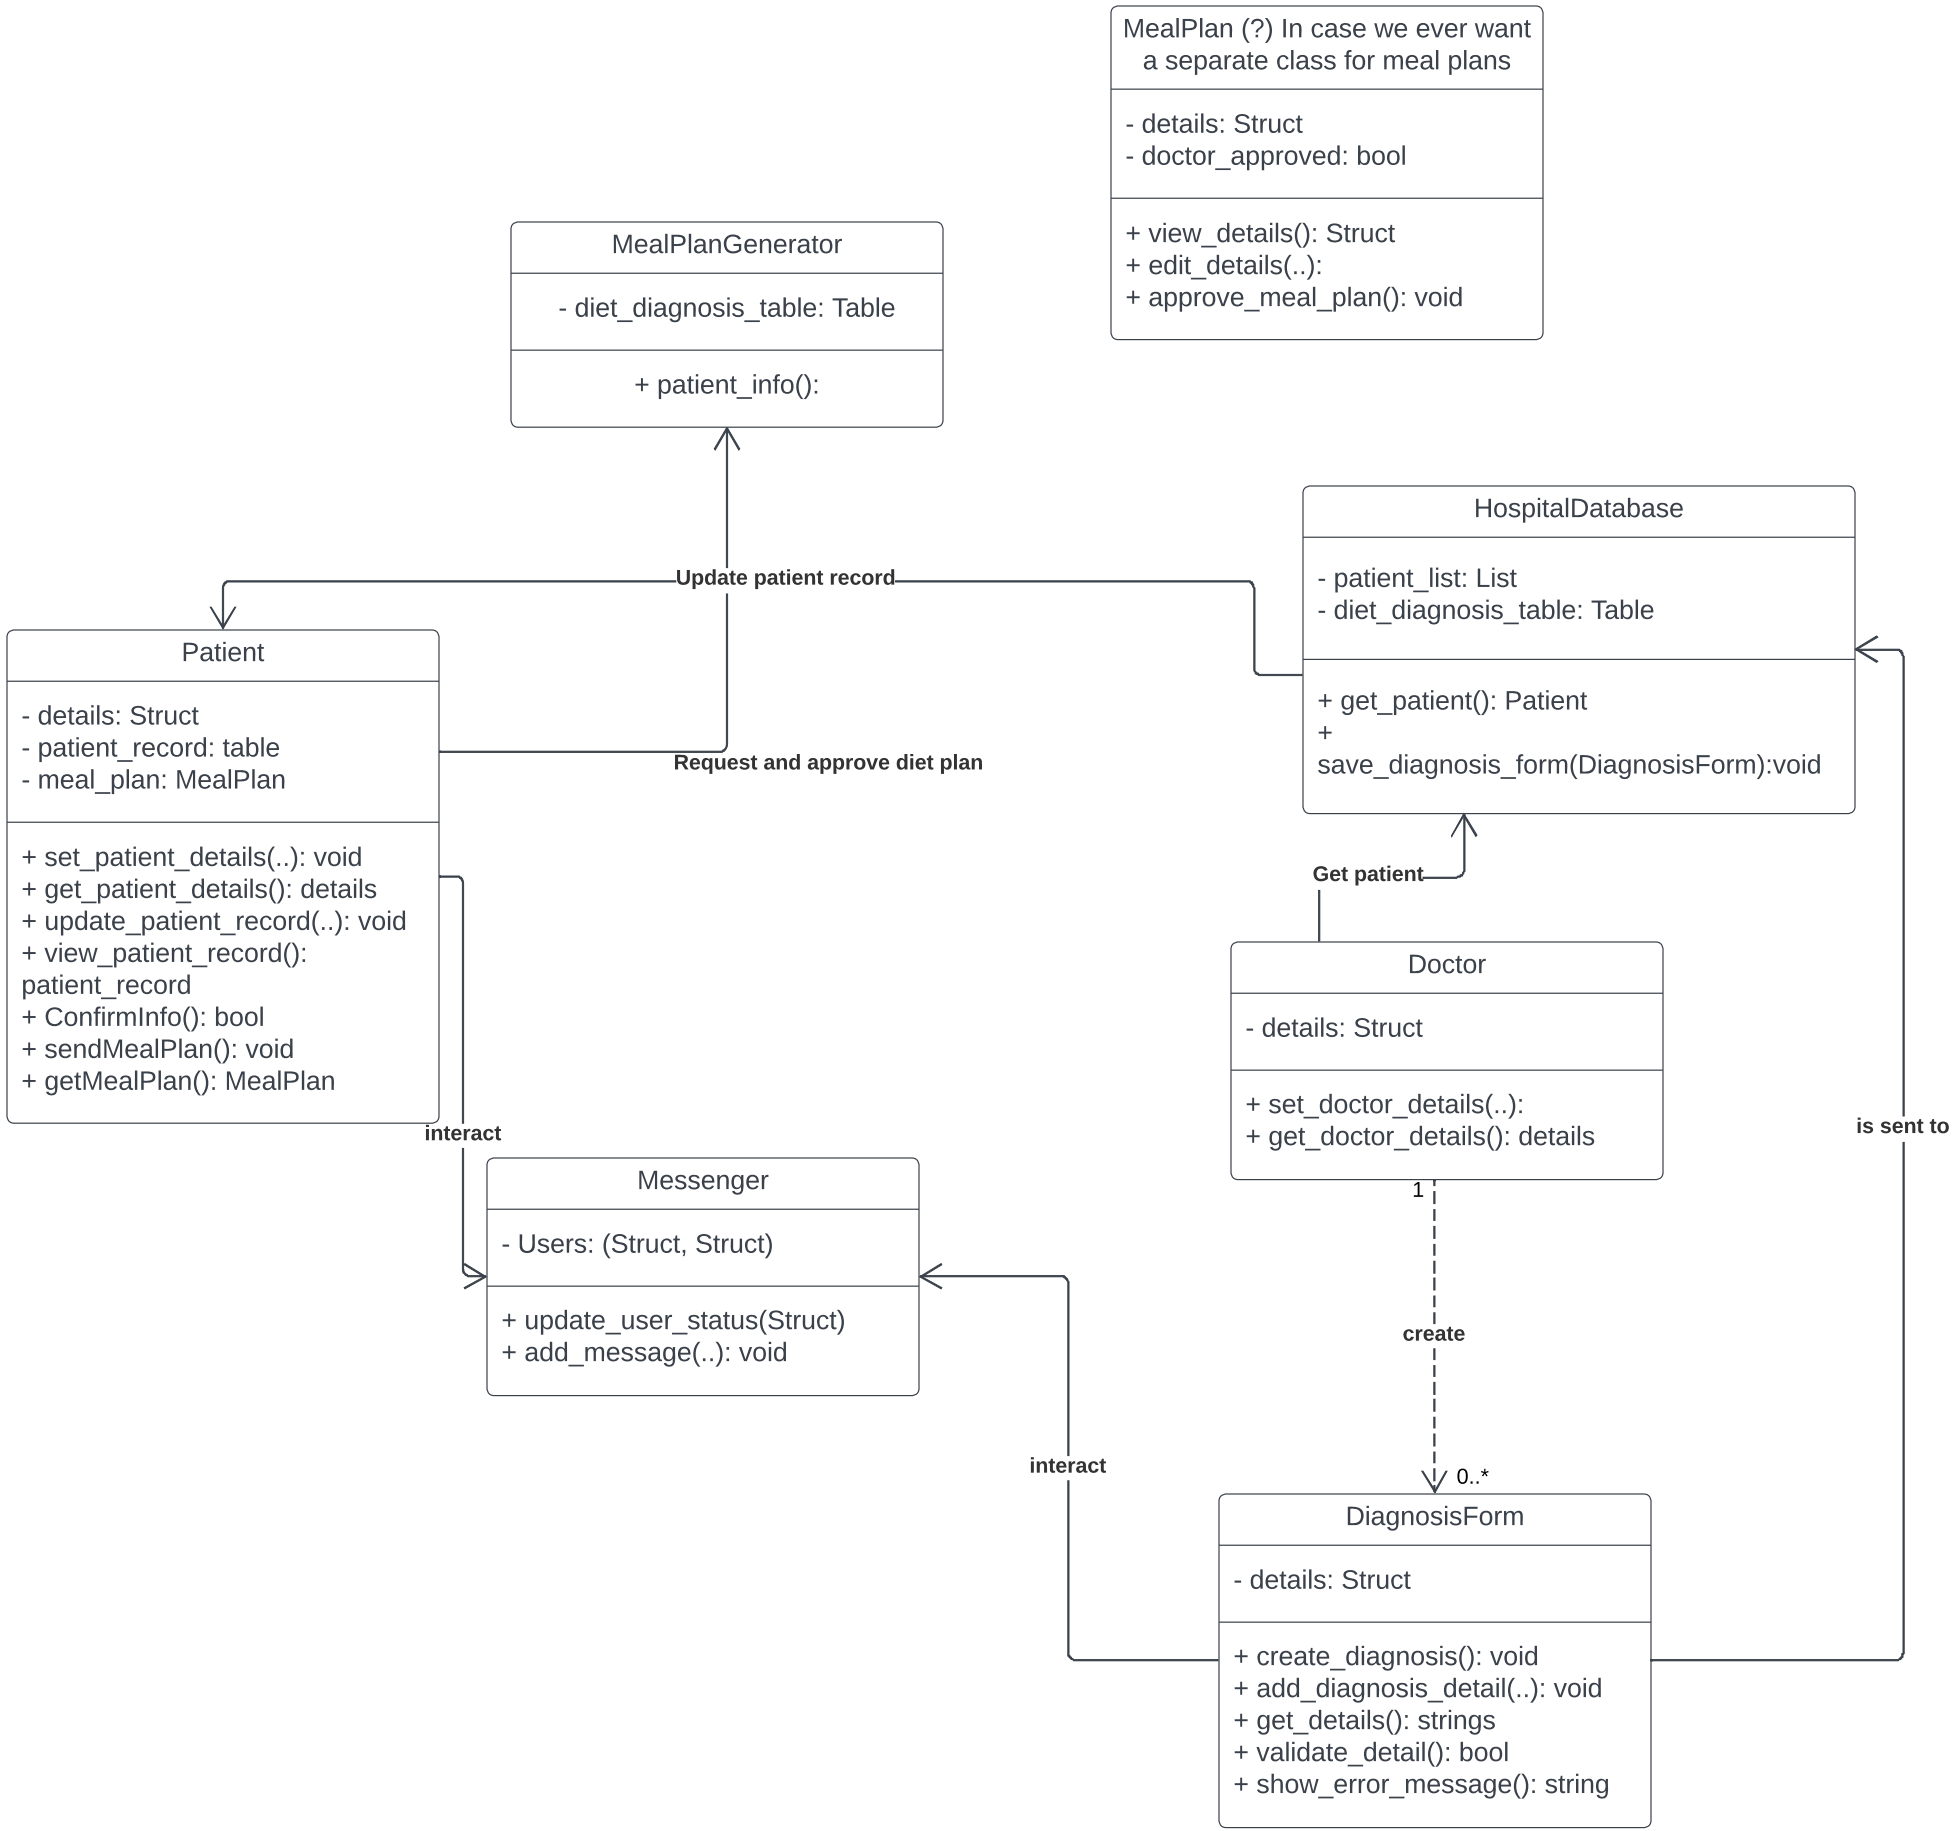 MealPlan (?) In case we ever want
a separate class for meal plans
- details: Struct
- doctor_approved: bool
+ view_details(): Struct
+ edit_details(..):
+ approve_meal_plan(): void
MealPlanGenerator
- diet_diagnosis_table: Table
+ patient_info():
HospitalDatabase
- patient_list: List
- diet_diagnosis_table: Table
+ get_patient(): Patient
+
save_diagnosis_form(DiagnosisForm):void
Update patient record
Patient
- details: Struct
- patient_record: table
- meal_plan: MealPlan
+ set_patient_details(..): void
+ get_patient_details(): details
+ update_patient_record(..): void
+ view_patient_record():
patient_record
+ ConfirmInfo(): bool
+ sendMealPlan(): void
+ getMealPlan(): MealPlan
Request and approve diet plan
Get patient
Doctor
- details: Struct
+ set_doctor_details(..):
+ get_doctor_details(): details
is sent to
interact
Messenger
- Users: (Struct, Struct)
+ update_user_status(Struct)
+ add_message(..): void
1
create
0..*
interact
DiagnosisForm
- details: Struct
+ create_diagnosis(): void
+ add_diagnosis_detail(..): void
+ get_details(): strings
+ validate_detail(): bool
+ show_error_message(): string